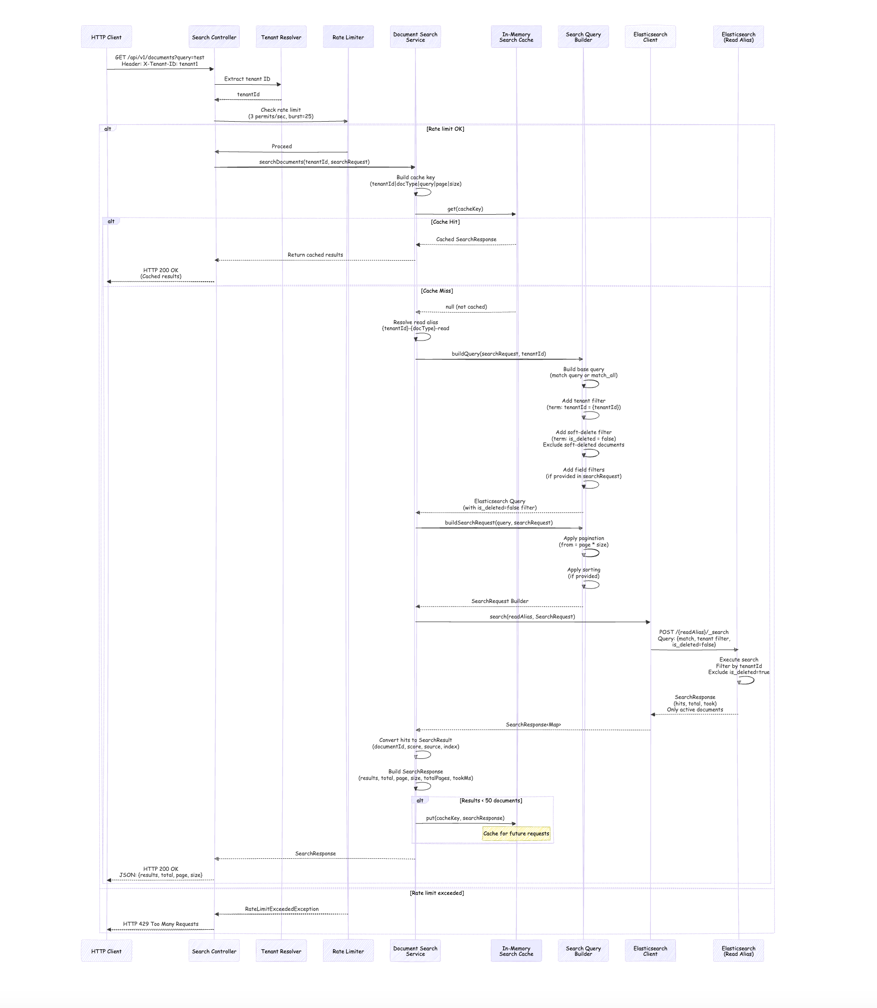 HTTP Client
Search Controller
Tenant Resolver
Rate Limiter
Document Search
Service
In-Memory
Search Cache
Search Query
Builder
Elasticsearch
Client
Elasticsearch
(Read Alias)
GET /api/v1/documents?query=test
Header: X-Tenant-ID: tenant1
Extract tenant ID
tenantId
Check rate limit
(3 permits/sec, burst=25)
alt
[Rate limit OK]
Proceed
searchDocuments(tenantId, searchRequest)
Build cache key
(tenantId|docType|query|page|size)
get(cacheKey)
alt
[Cache Hit]
Cached SearchResponse
Return cached results
HTTP 200 OK
(Cached results)
[Cache Miss]
null (not cached)
Resolve read alias
{tenantId}-{docType}-read
buildQuery(searchRequest, tenantId)
Build base query
(match query or match_all)
Add tenant filter
(term: tenantId = {tenantId})
Add soft-delete filter
(term: is_deleted = false)
Exclude soft-deleted documents
Add field filters
(if provided in searchRequest)
Elasticsearch Query
(with is_deleted=false filter)
buildSearchRequest(query, searchRequest)
Apply pagination
(from = page * size)
Apply sorting
(if provided)
SearchRequest Builder
search(readAlias, SearchRequest)
POST /{readAlias}/_search
Query: {match, tenant filter,
is_deleted=false}
Execute search
Filter by tenantId
Exclude is_deleted=true
SearchResponse
(hits, total, took)
Only active documents
SearchResponse<Map>
Convert hits to SearchResult
(documentId, score, source, index)
Build SearchResponse
(results, total, page, size, totalPages, tookMs)
alt
[Results < 50 documents]
put(cacheKey, searchResponse)
Cache for future requests
SearchResponse
HTTP 200 OK
JSON: {results, total, page, size}
[Rate limit exceeded]
RateLimitExceededException
HTTP 429 Too Many Requests
HTTP Client
Search Controller
Tenant Resolver
Rate Limiter
Document Search
Service
In-Memory
Search Cache
Search Query
Builder
Elasticsearch
Client
Elasticsearch
(Read Alias)